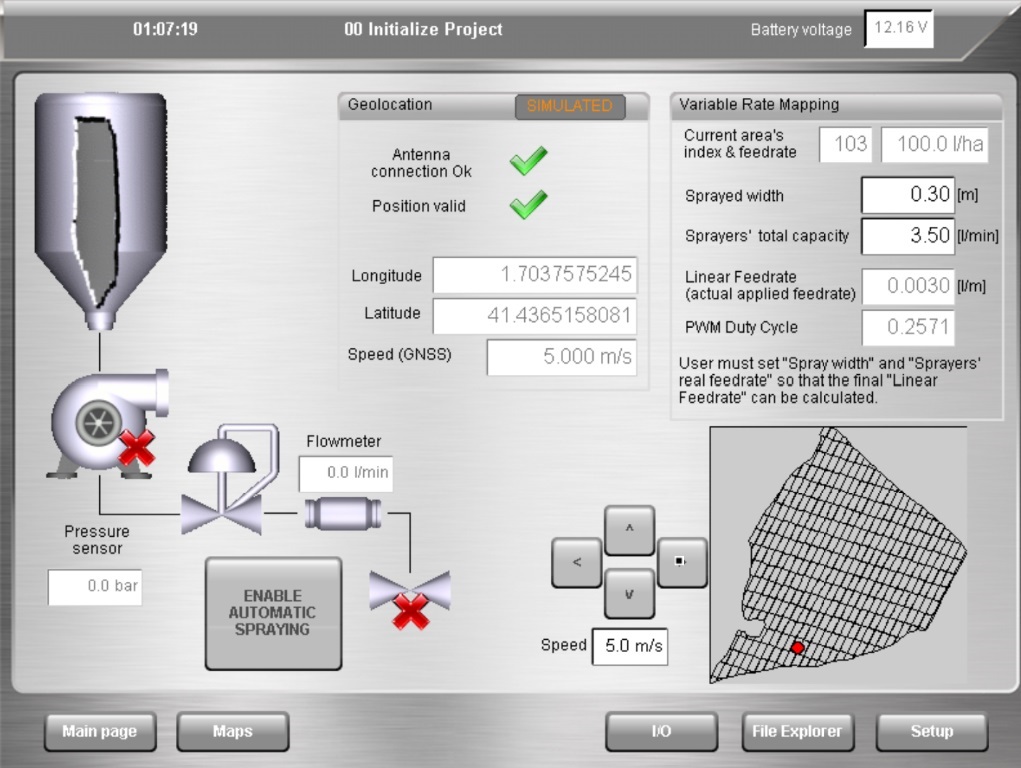 01:07:19
00 Initialize Project
Battery voltage
12.16 V
Geolocation
SIMULATED
Antenna
connection Ok
Position valid
Longitude
1.7037575245
Latitude
41.4365158081
Speed (GNSS)
5.000 m/s
Variable Rate Mapping
Current area's
index & feedrate
103
100.0 l/ha
Sprayed width
0.30 [m]
Sprayers' total capacity
3.50 [l/min]
Linear Feedrate
(actual applied feedrate)
0.0030 [l/m]
PWM Duty Cycle
0.2571
User must set "Spray width" and "Sprayers'
real feedrate" so that the final "Linear
Feedrate" can be calculated.
Flowmeter
0.0 l/min
Pressure
sensor
0.0 bar
ENABLE
AUTOMATIC
SPRAYING
^
<
v
Speed
5.0 m/s
Main page
Maps
I/O
File Explorer
Setup